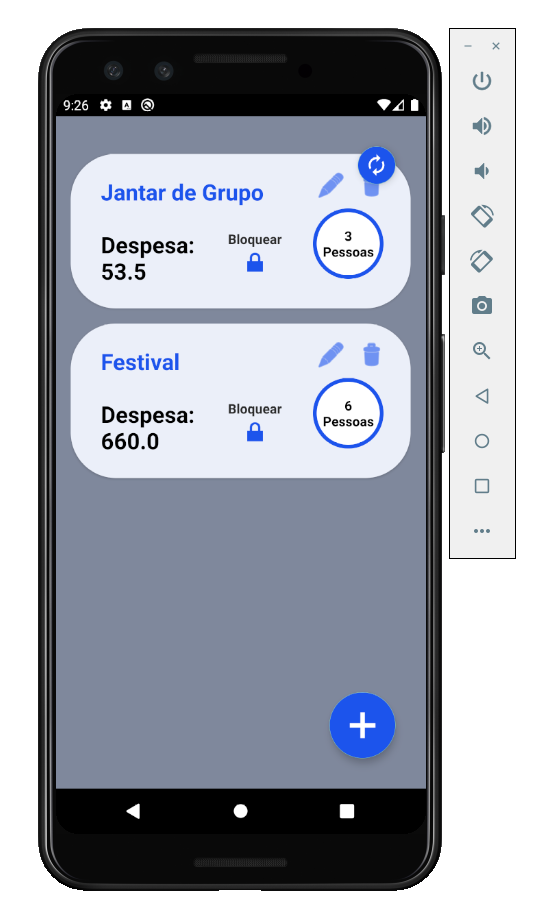 9:26
Jantar de Grupo
Despesa:
53.5
Bloquear
3
Pessoas
Festival
Despesa:
660.0
Bloquear
6
Pessoas